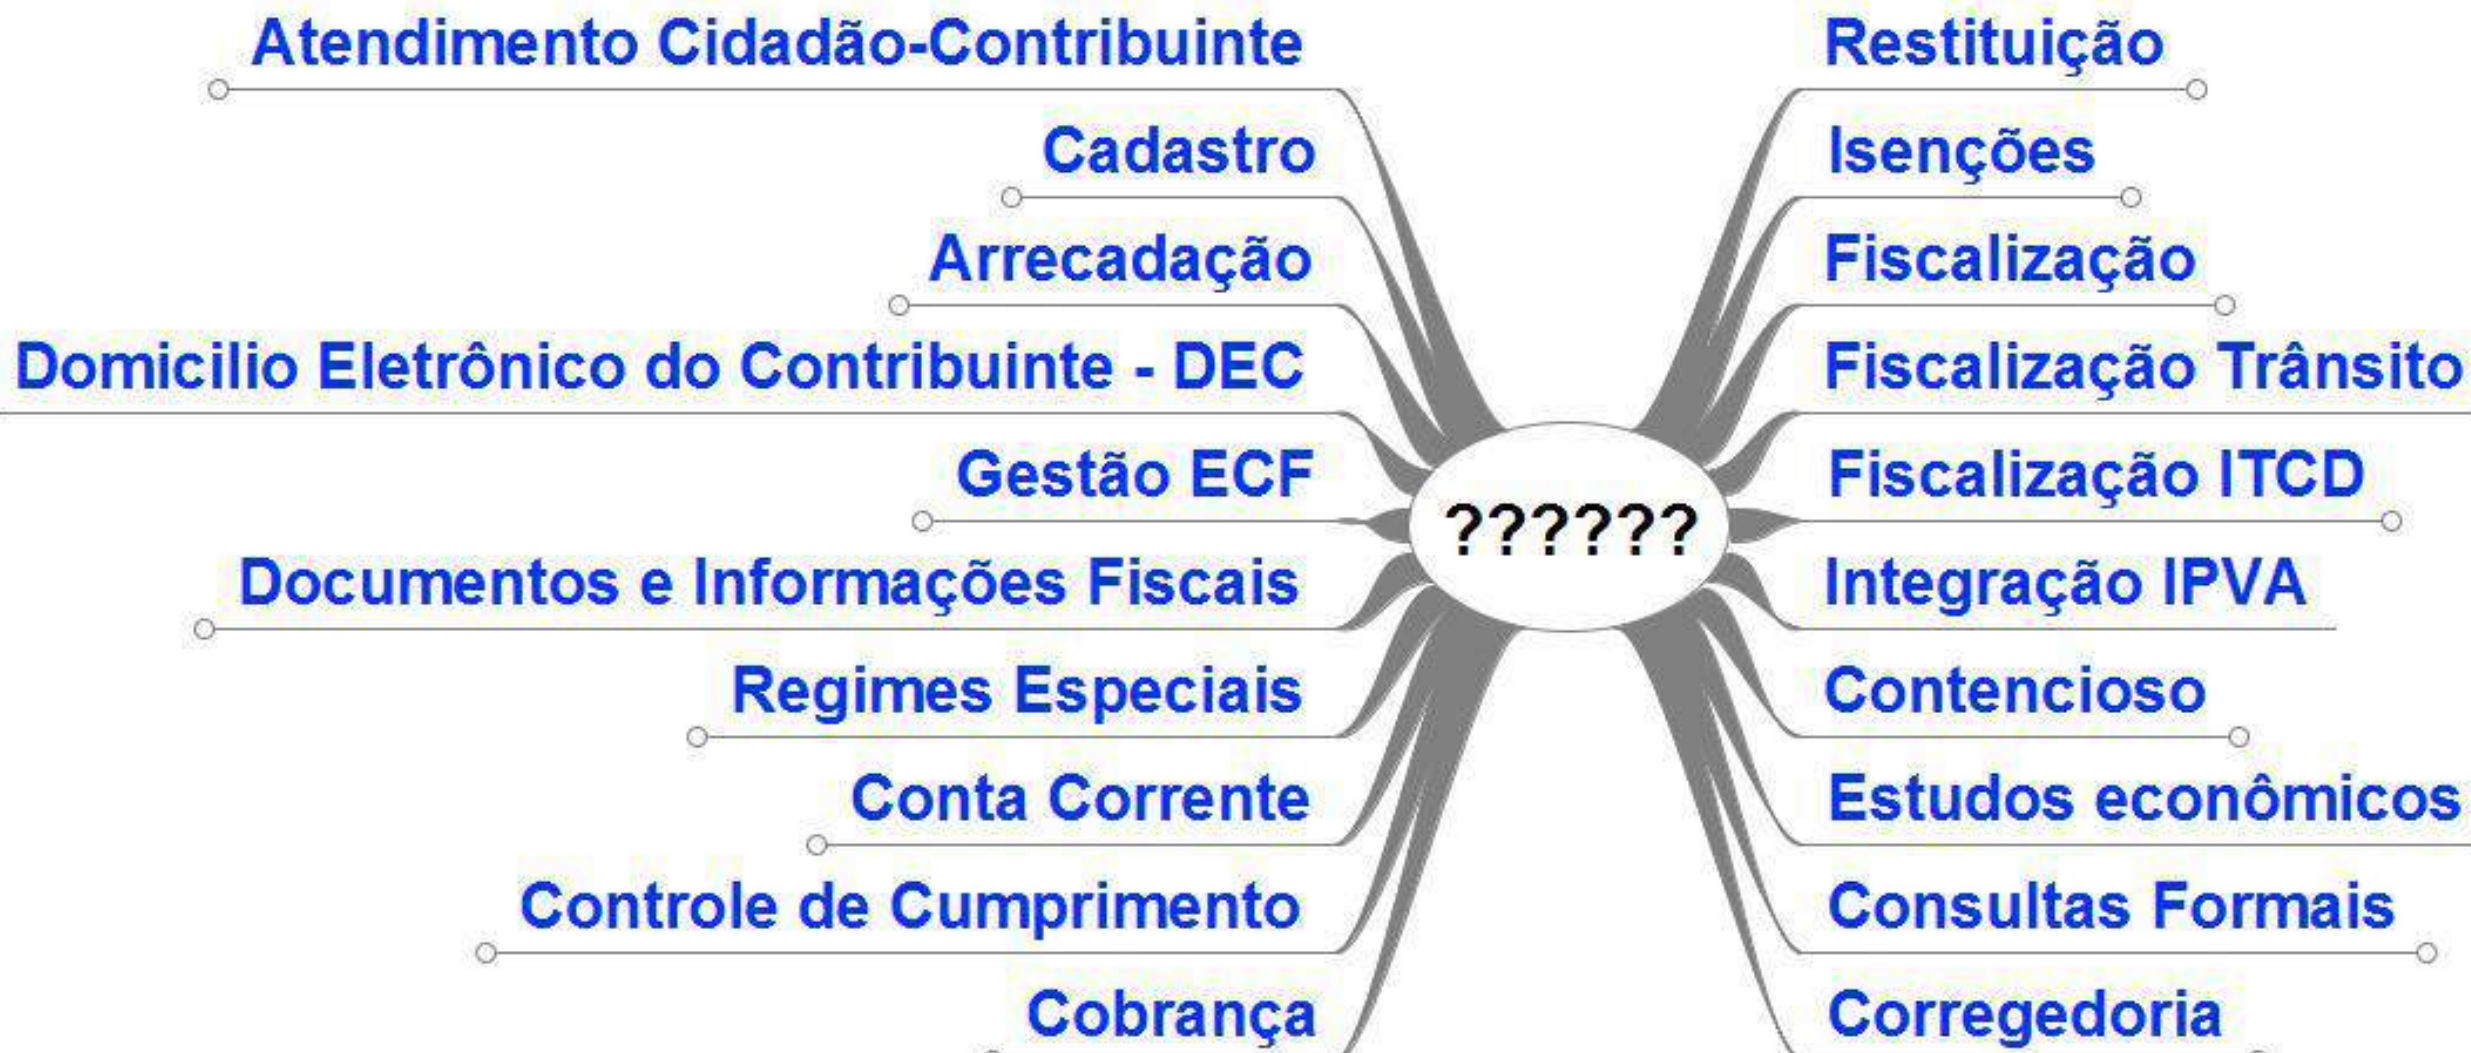 Atendimento Cidadão-Contribuinte
Cadastro
Arrecadação
Domicilio Eletrônico do Contribuinte - DEC
Gestão ECF
Documentos e Informações Fiscais
Regimes Especiais
Conta Corrente
Controle de Cumprimento
Cobrança
??????
Restituição
Isenções
Fiscalização
Fiscalização Trânsito
Fiscalização ITCD
Integração IPVA
Contencioso
Estudos econômicos
Consultas Formais
Corregedoria